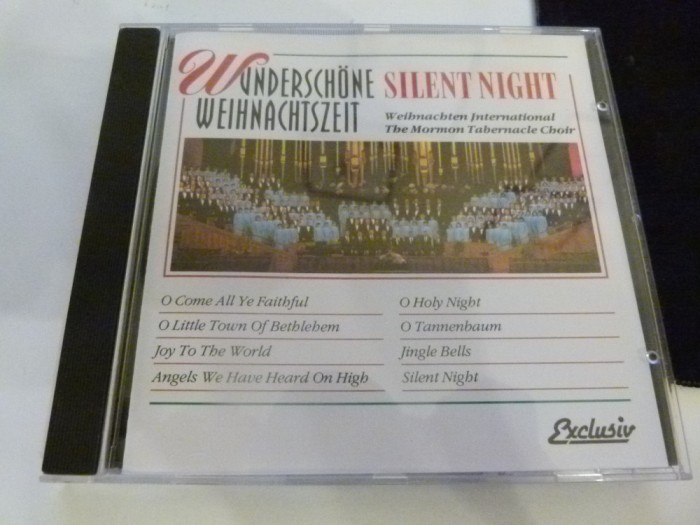 WUNDERSCHÖNE
WEIHNACHTSZEIT
SILENT NIGHT
Weihnachten International
The Mormon Tabernacle Choir
O Come All Ye Faithful
O Little Town Of Bethlehem
Joy To The World
Angels We Have Heard On High
O Holy Night
O Tannenbaum
Jingle Bells
Silent Night
Exclusiv